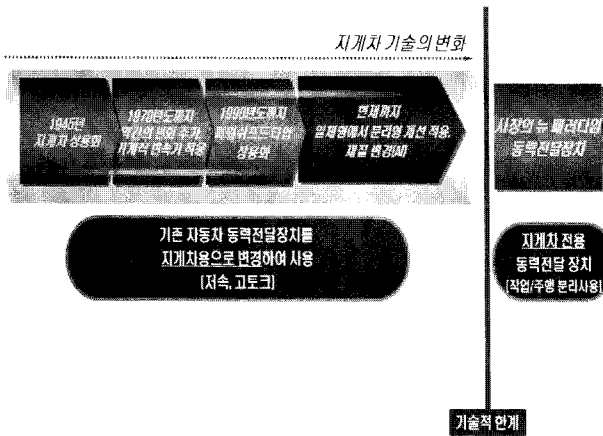 지게차 기술의 변화
1945년
지게차 상용화
1970년도까지
약간의 변화 추가
기계식 변속기 적용
1990년도까지
파워쉬프트타입
상용화
현재까지
일체형에서 분리형 개선 적용,
재질 변경(Al)
시장의 뉴 패러다임
동력전달장치
기존 자동차 동력전달장치를
지게차용으로 변경하여 사용
(저속, 고토크)
지게차 전용
동력전달 장치
(작업/주행 분리사용)
기술적 한계